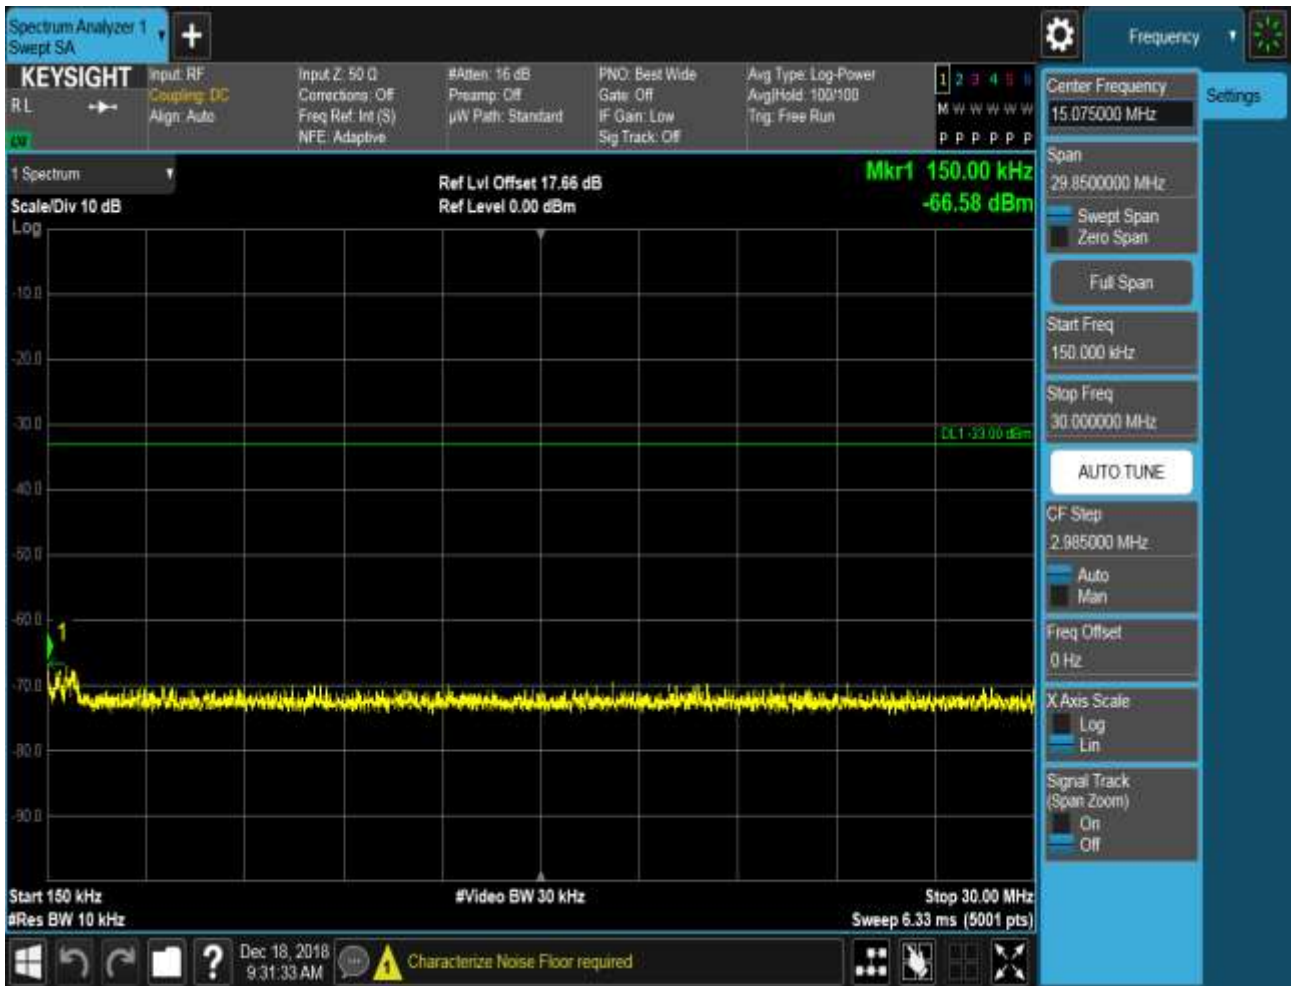 Spectrum Analyzer 1
Swept SA
Frequency
KEYSIGHT
RL
Input: RF
Coupling: DC
Align: Auto
Input Z: 50 Ω
Corrections: Off
Freq Ref: Int (S)
NFE: Adaptive
#Atten: 16 dB
Preamp: Off
µW Path: Standard
PNO: Best Wide
Gate: Off
IF Gain: Low
Sig Track: Off
Avg Type: Log-Power
Avg|Hold: 100/100
Trig: Free Run
1 2 3 4 5 6
M W W W W W
P P P P P P
1 Spectrum
Scale/Div 10 dB
Ref Lvl Offset 17.66 dB
Ref Level 0.00 dBm
Mkr1 150.00 kHz
-66.58 dBm
Log
-10.0
-20.0
-30.0
DL1 -33.00 dBm
-40.0
-50.0
-60.0
1
-70.0
-80.0
-90.0
Start 150 kHz
#Video BW 30 kHz
Stop 30.00 MHz
#Res BW 10 kHz
Sweep 6.33 ms (5001 pts)
Center Frequency
15.075000 MHz
Settings
Span
29.8500000 MHz
Swept Span
Zero Span
Full Span
Start Freq
150.000 kHz
Stop Freq
30.000000 MHz
AUTO TUNE
CF Step
2.985000 MHz
Auto
Man
Freq Offset
0 Hz
X Axis Scale
Log
Lin
Signal Track
(Span Zoom)
On
Off
?
Dec 18, 2018
9:31:33 AM
1
Characterize Noise Floor required